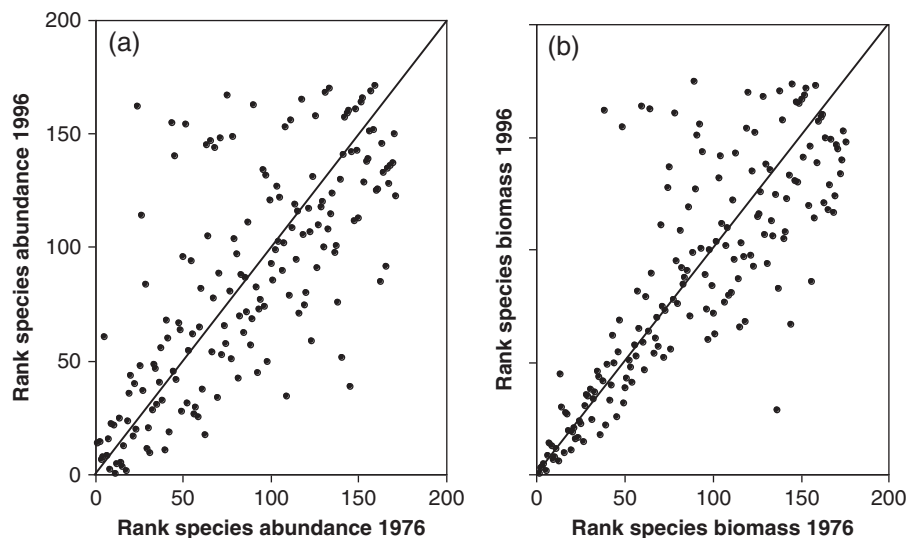 (a)
Rank species abundance 1996
200
150
100
50
0
0 50 100 150 200
Rank species abundance 1976
(b)
Rank species biomass 1996
0 50 100 150 200
Rank species biomass 1976